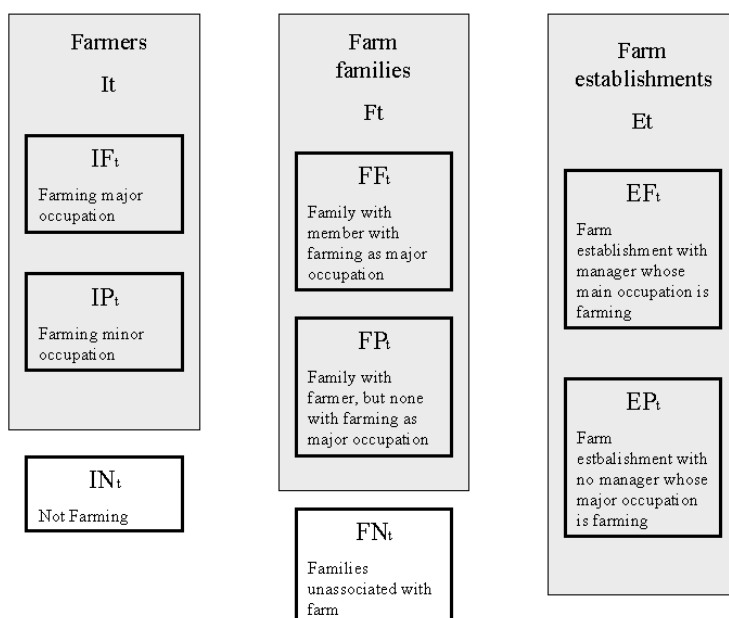 Farmers
It
IFt
Farming major
occupation
IPt
Farming minor
occupation
INt
Not Farming
Farm
families
Ft
FFt
Family with
member with
farming as major
occupation
FPt
Family with
farmer, but none
with farming as
major occupation
FNt
Families
unassociated with
farm
Farm
establishments
Et
EFt
Farm
establishment with
manager whose
main occupation is
farming
EPt
Farm
estbalishment with
no manager whose
major occupation
is farming